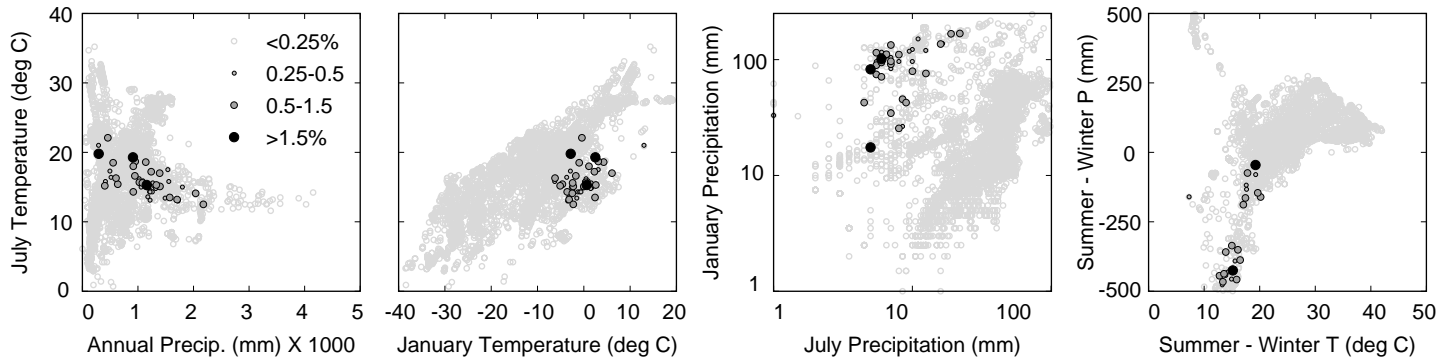 July Temperature (deg C)
40
30
20
10
0
<0.25%
0.25-0.5
0.5-1.5
>1.5%
0 1 2 3 4 5
Annual Precip. (mm) X 1000
-40 -30 -20 -10 0 10 20
January Temperature (deg C)
January Precipitation (mm)
100
10
1
1 10 100
July Precipitation (mm)
Summer - Winter P (mm)
500
250
0
-250
-500
0 10 20 30 40 50
Summer - Winter T (deg C)